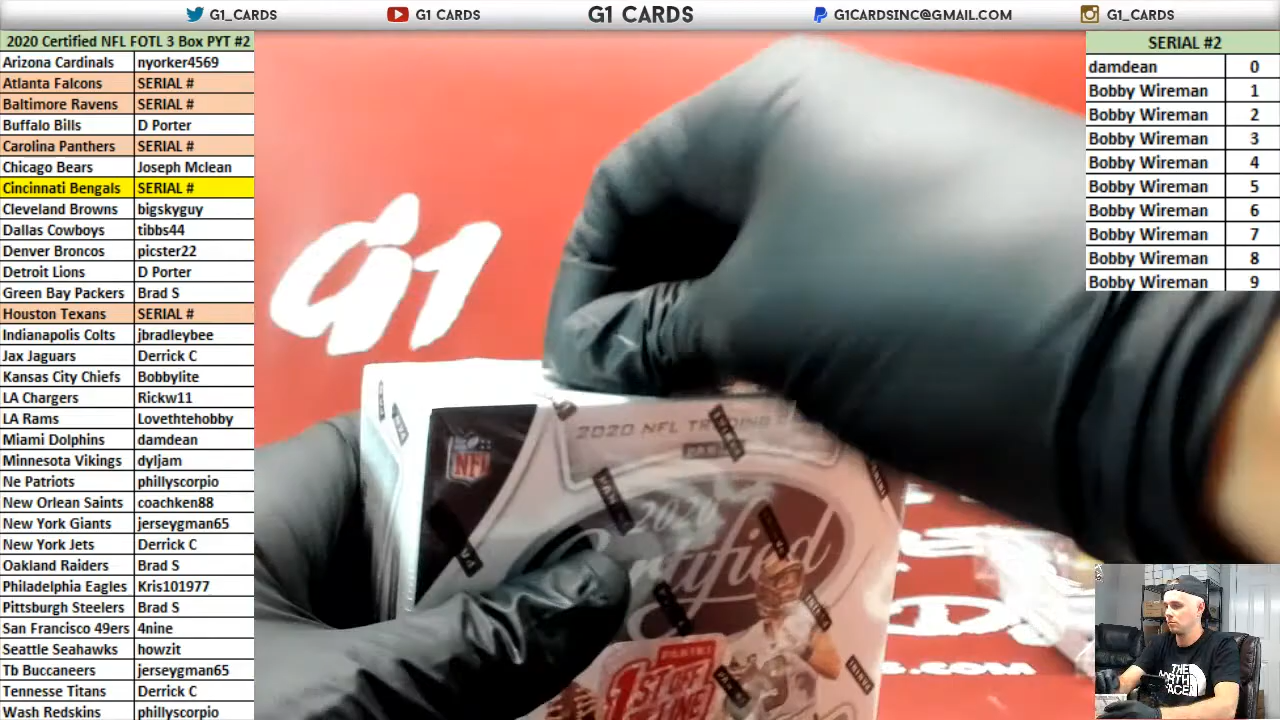 G1_CARDS G1 CARDS G1 CARDS G1CARDSINC@GMAIL.COM G1_CARDS
2020 Certified NFL FOTL 3 Box PYT #2
Arizona Cardinals nyorker4569
Atlanta Falcons SERIAL #
Baltimore Ravens SERIAL #
Buffalo Bills D Porter
Carolina Panthers SERIAL #
Chicago Bears Joseph Mclean
Cincinnati Bengals SERIAL #
Cleveland Browns bigskyguy
Dallas Cowboys tibbs44
Denver Broncos picster22
Detroit Lions D Porter
Green Bay Packers Brad S
Houston Texans SERIAL #
Indianapolis Colts jbradleybee
Jax Jaguars Derrick C
Kansas City Chiefs Bobbylite
LA Chargers Rickw11
LA Rams Lovethtehobby
Miami Dolphins damdean
Minnesota Vikings dyljam
Ne Patriots phillyscorpio
New Orlean Saints coachken88
New York Giants jerseygman65
New York Jets Derrick C
Oakland Raiders Brad S
Philadelphia Eagles Kris101977
Pittsburgh Steelers Brad S
San Francisco 49ers 4nine
Seattle Seahawks howzit
Tb Buccaneers jerseygman65
Tennesse Titans Derrick C
Wash Redskins phillyscorpio
SERIAL #2
damdean 0
Bobby Wireman 1
Bobby Wireman 2
Bobby Wireman 3
Bobby Wireman 4
Bobby Wireman 5
Bobby Wireman 6
Bobby Wireman 7
Bobby Wireman 8
Bobby Wireman 9
G1
2020 NFL
NFL
2020
PANINI
1ST
THE
NORTH
FACE